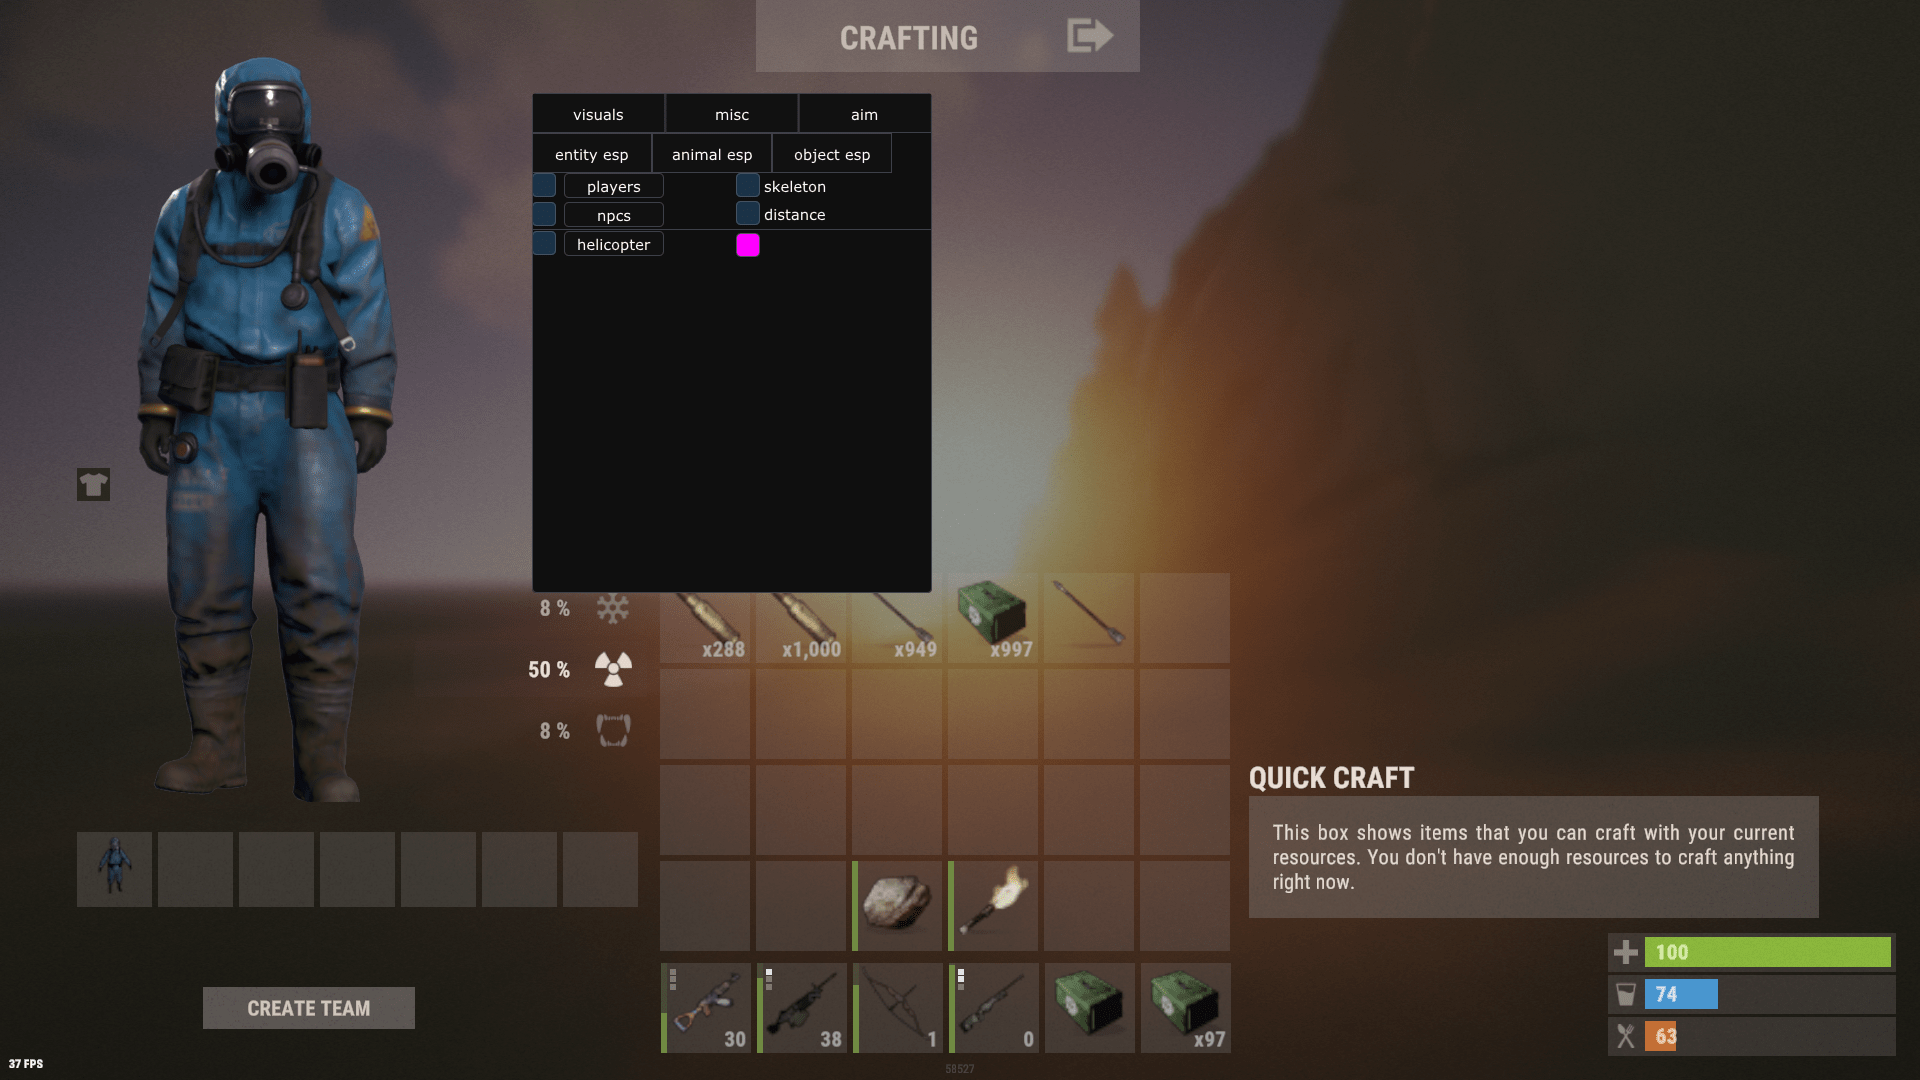 CRAFTING
visuals misc aim
entity esp animal esp object esp
players skeleton
npcs distance
helicopter
8 %
x288 x1,000 x949 x997
50 %
8 %
QUICK CRAFT
This box shows items that you can craft with your current
resources. You don't have enough resources to craft anything
right now.
100
74
CREATE TEAM
30 38 1 0 x97
63
37 FPS
58527